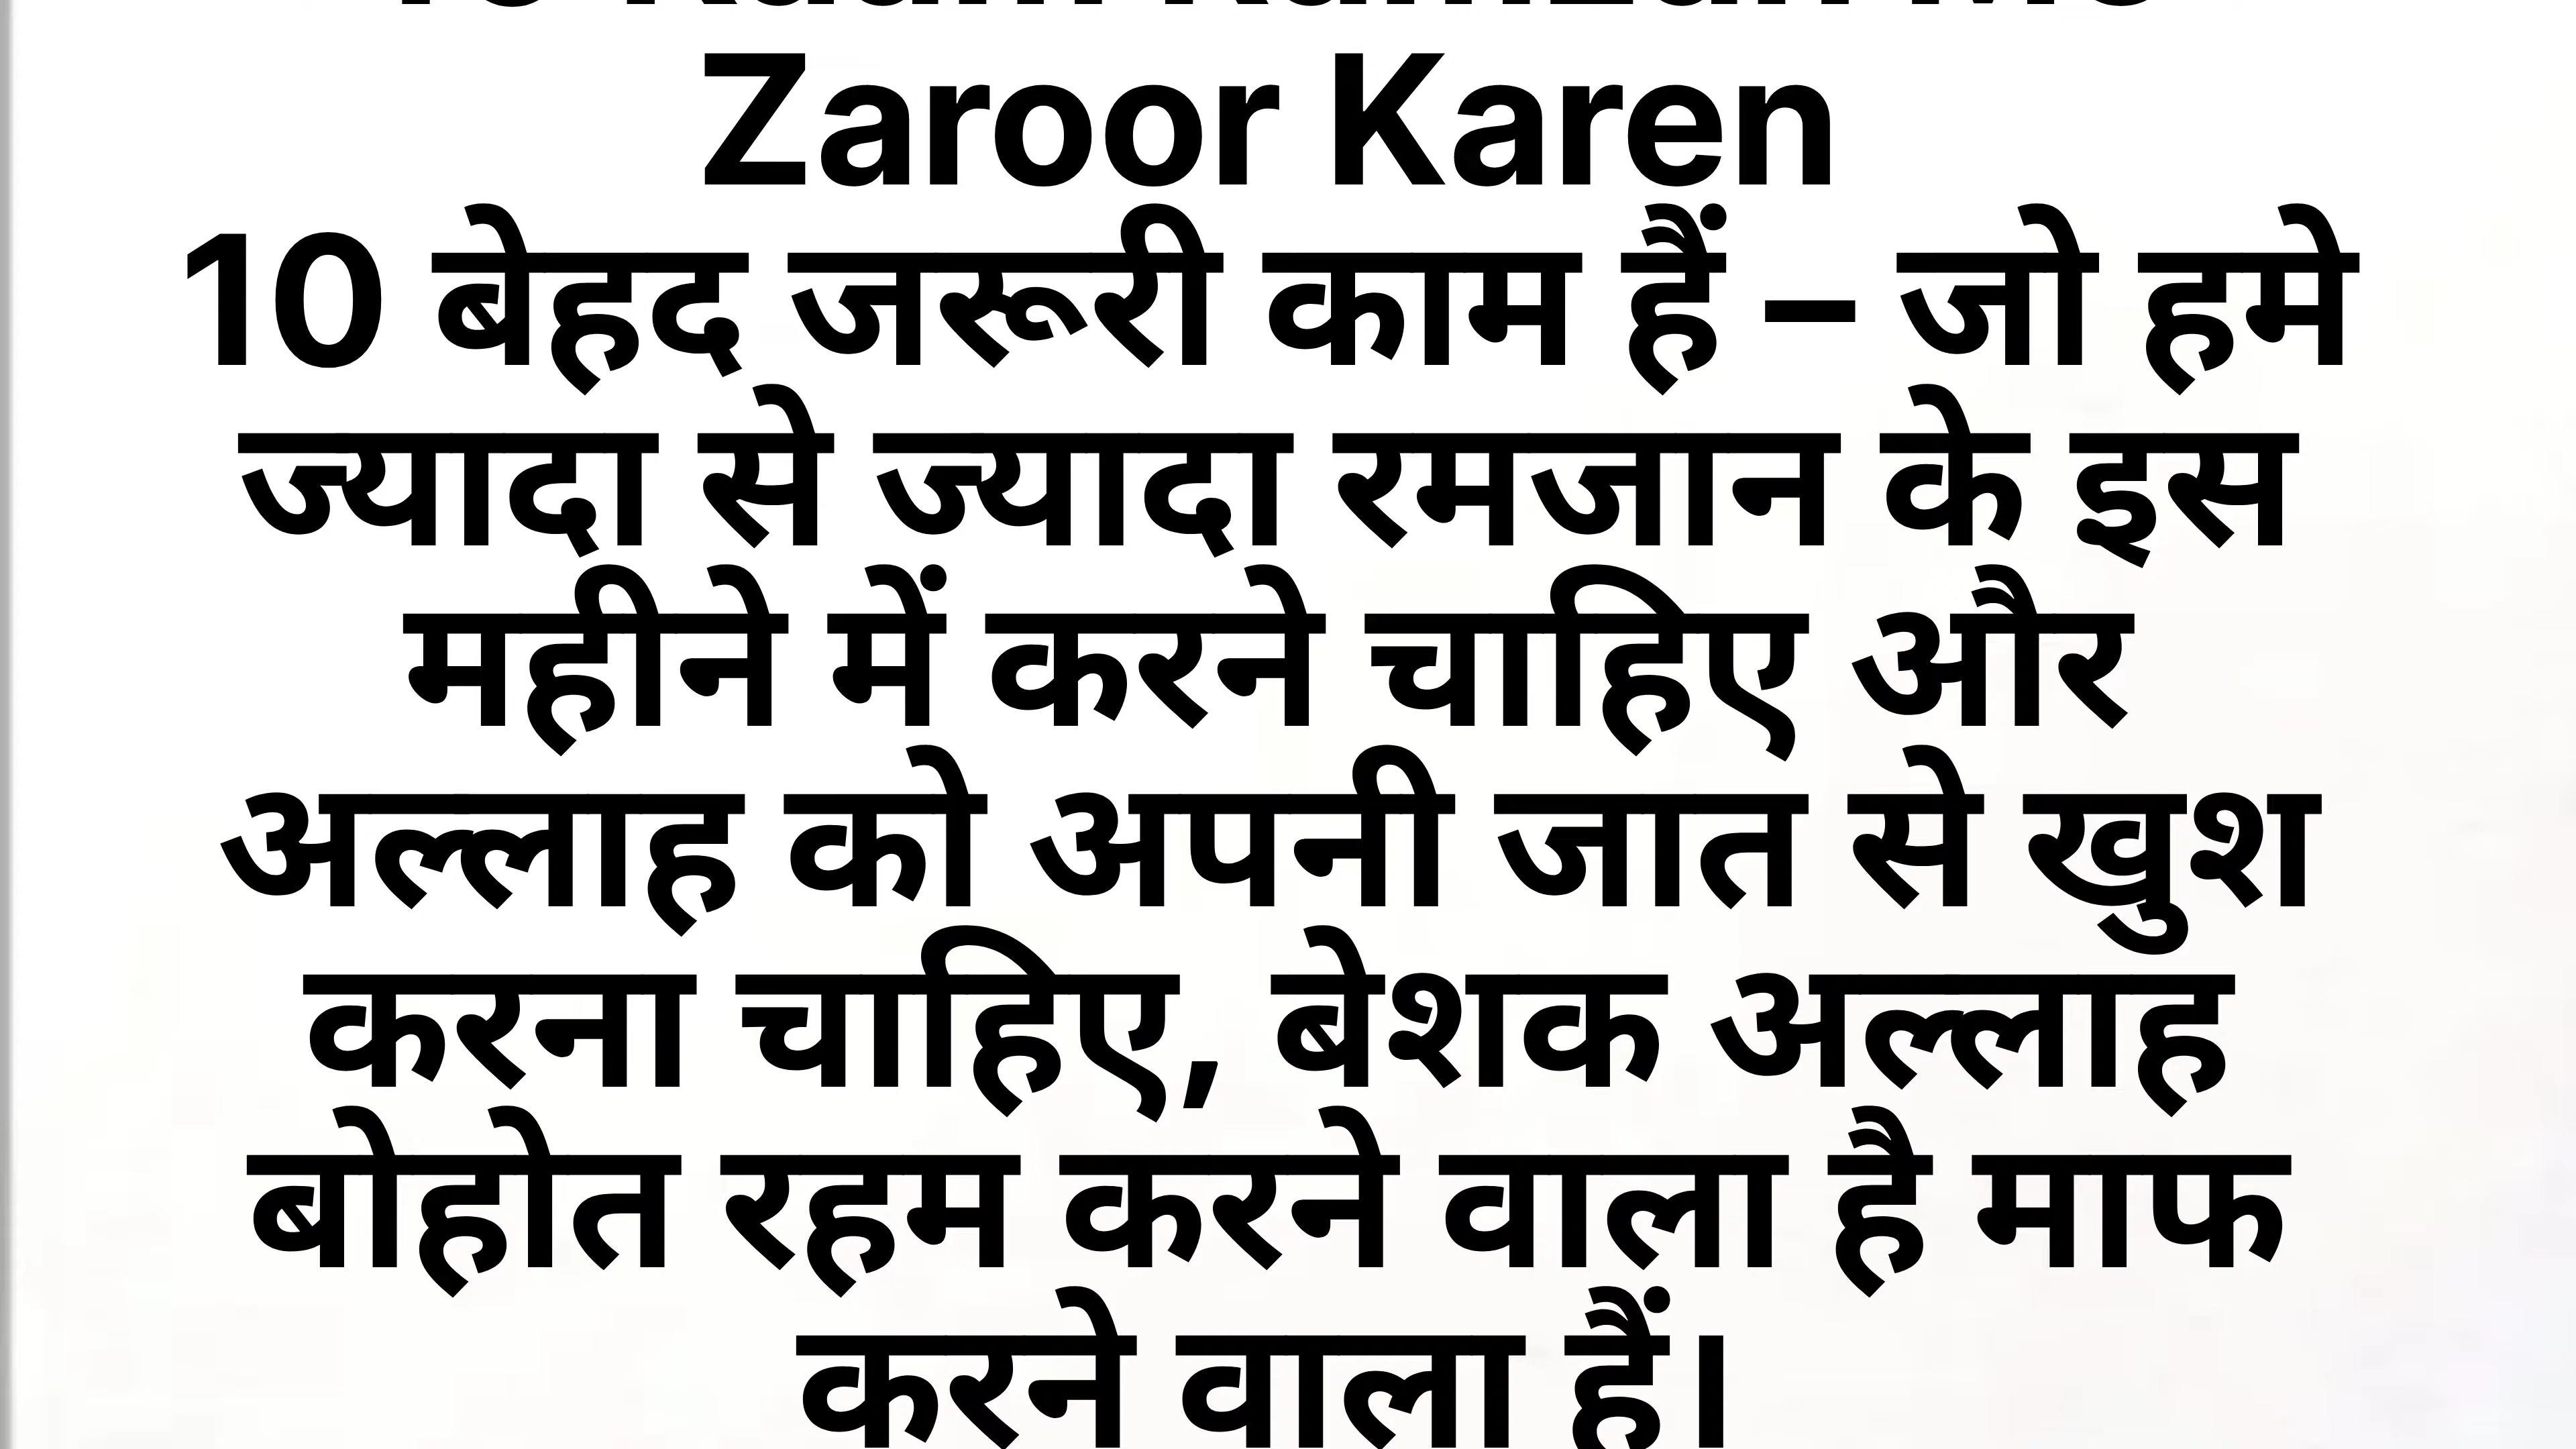 Zaroor Karen
10 बेहद जरूरी काम हैं – जो हमे
ज्यादा से ज्यादा रमजान के इस
महीने में करने चाहिए और
अल्लाह को अपनी जात से खुश
करना चाहिए, बेशक अल्लाह
बोहोत रहम करने वाला है माफ
करने वाला हैं।